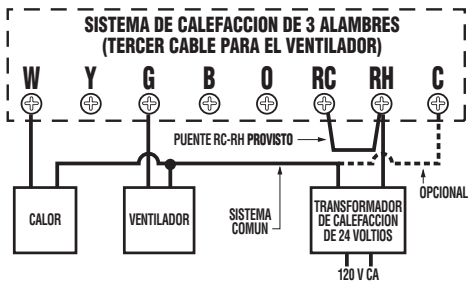 SISTEMA DE CALEFACCION DE 3 ALAMBRES
(TERCER CABLE PARA EL VENTILADOR)
W Y G B O RC RH C
PUENTE RC-RH PROVISTO
OPCIONAL
CALOR
VENTILADOR
SISTEMA
COMUN
TRANSFORMADOR
DE CALEFACCION
DE 24 VOLTIOS
120 V CA